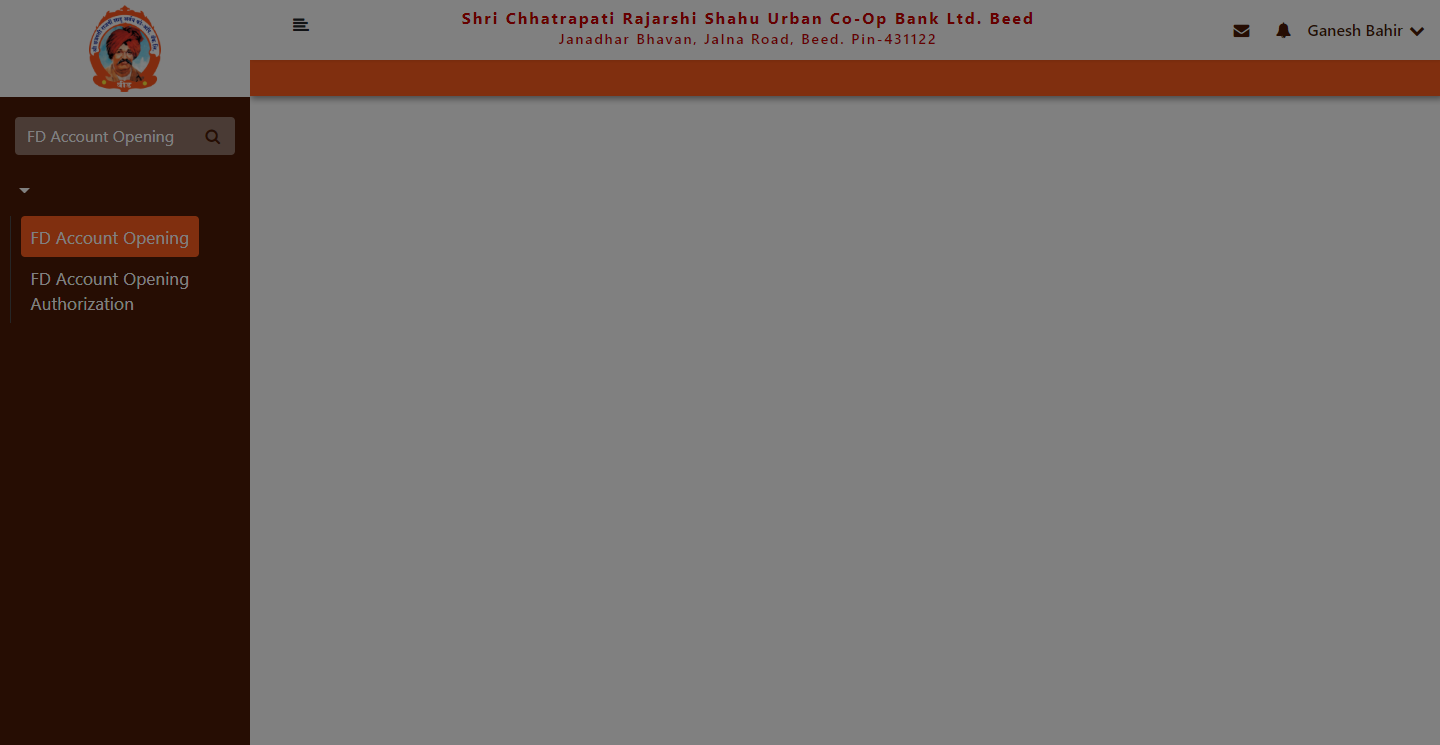 Shri Chhatrapati Rajarshi Shahu Urban Co-Op Bank Ltd. Beed
Janadhar Bhavan, Jalna Road, Beed. Pin-431122
Ganesh Bahir
बीड
FD Account Opening
FD Account Opening
FD Account Opening
Authorization